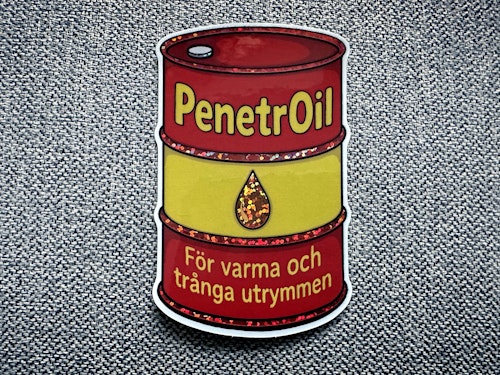 PenetrOil
För varma och
trånga utrymmen